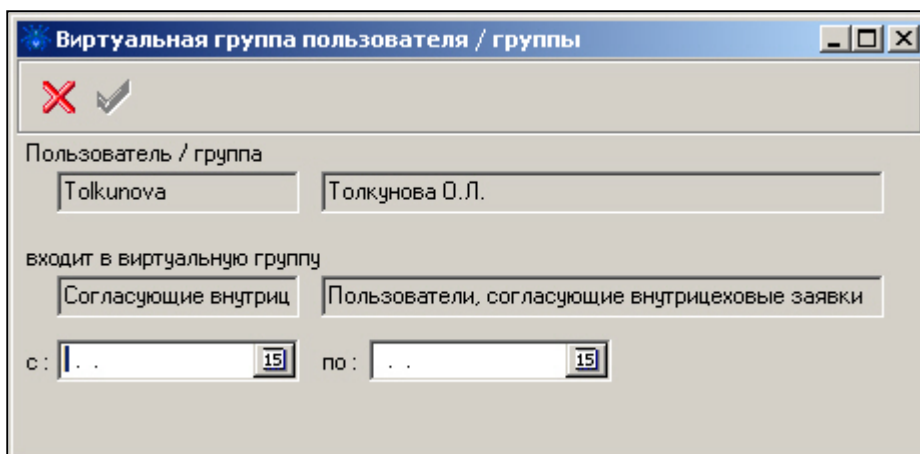 Виртуальная группа пользователя / группы
Пользователь / группа
Tolkunova Толкунова О.Л.
входит в виртуальную группу
Согласующие внутриц Пользователи, согласующие внутрицеховые заявки
с : . . 15 по : . . 15